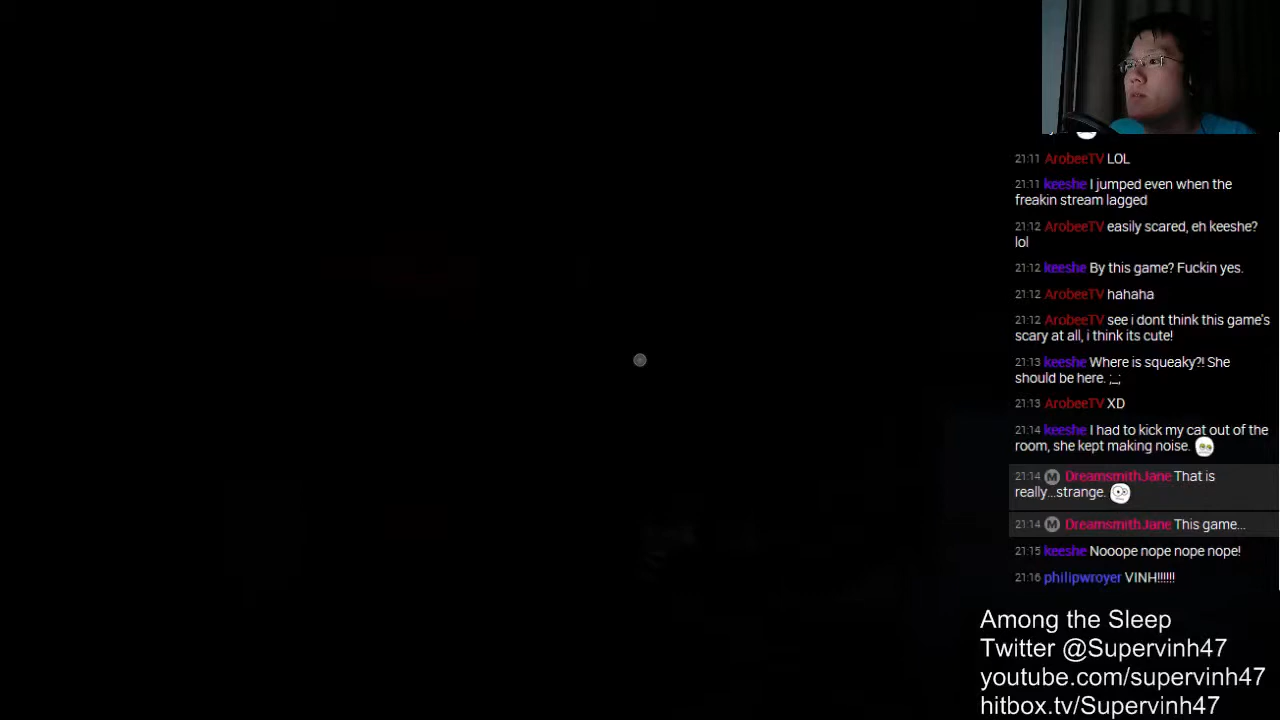 21:11 ArobeeTV LOL
21:11 keeshe I jumped even when the
freakin stream lagged
21:12 ArobeeTV easily scared, eh keeshe?
lol
21:12 keeshe By this game? Fuckin yes.
21:12 ArobeeTV hahaha
21:12 ArobeeTV see i dont think this game's
scary at all, i think its cute!
21:13 keeshe Where is squeaky?! She
should be here. ;_;
21:13 ArobeeTV XD
21:14 keeshe I had to kick my cat out of the
room, she kept making noise.
21:14 M DreamsmithJane That is
really...strange.
21:14 M DreamsmithJane This game...
21:15 keeshe Nooope nope nope nope!
21:16 philipwroyer VINH!!!!!!
Among the Sleep
Twitter @Supervinh47
youtube.com/supervinh47
hitbox.tv/Supervinh47